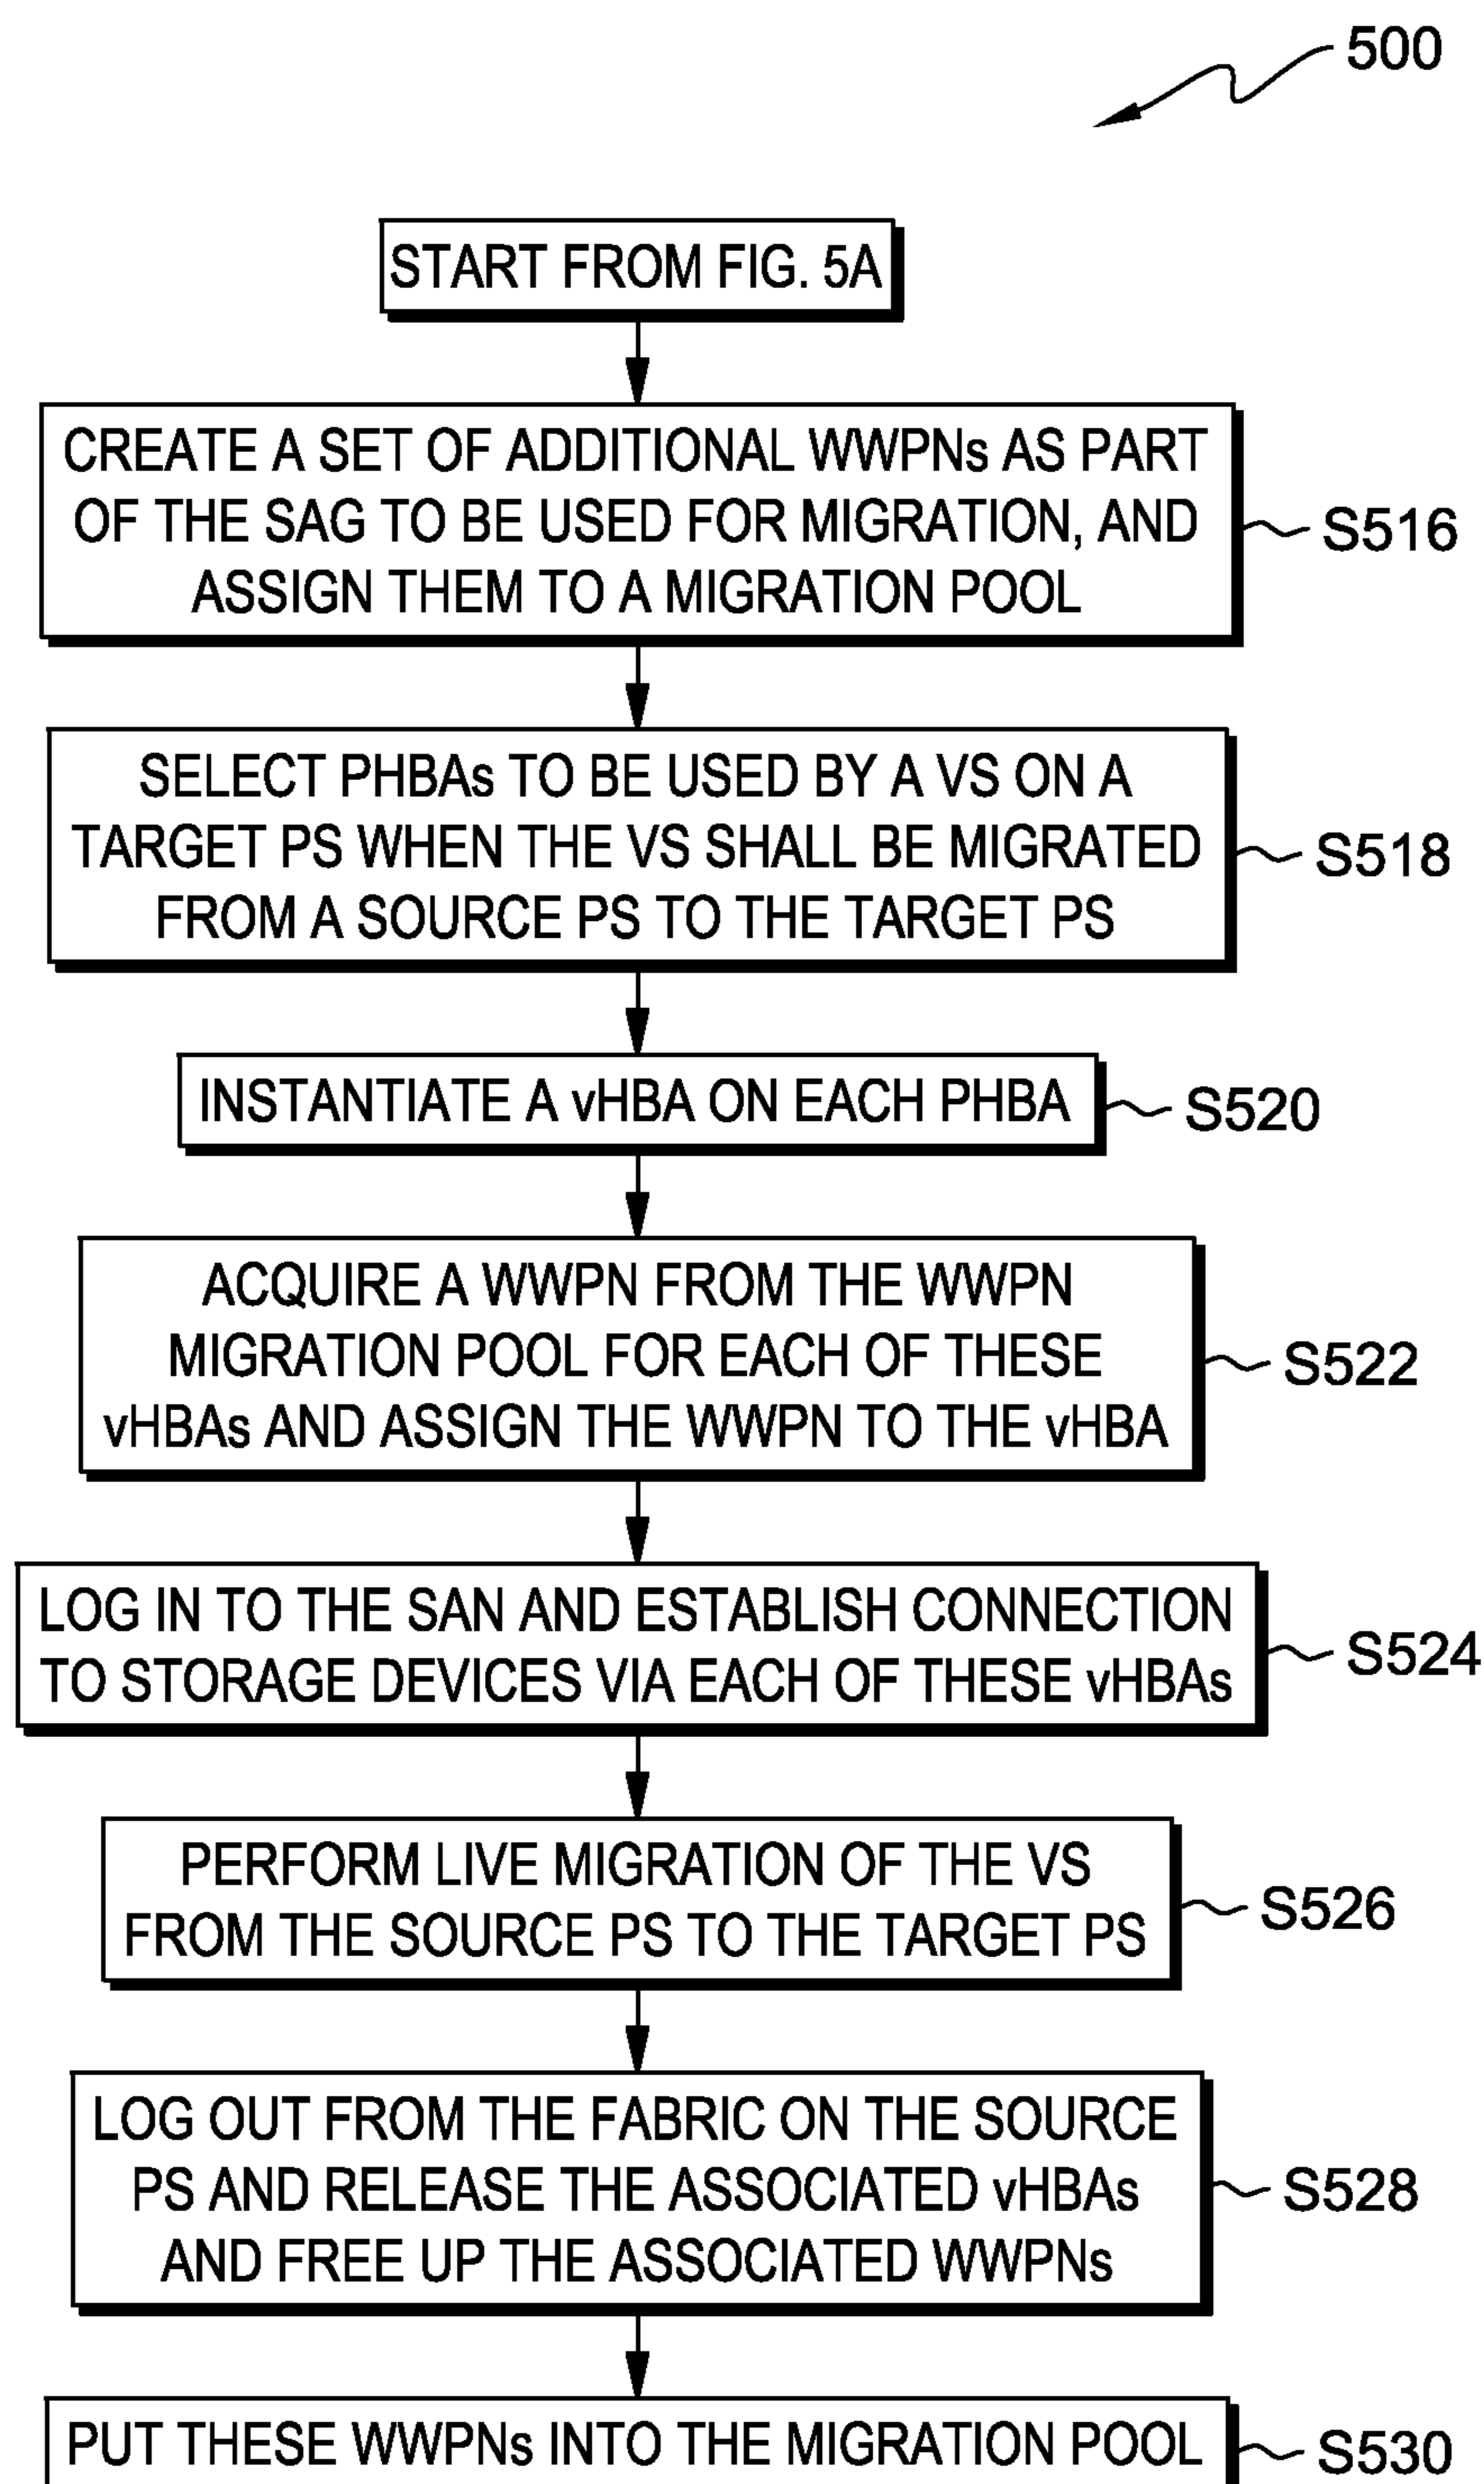 500
START FROM FIG. 5A
CREATE A SET OF ADDITIONAL WWPNs AS PART
OF THE SAG TO BE USED FOR MIGRATION, AND
ASSIGN THEM TO A MIGRATION POOL
S516
SELECT PHBAs TO BE USED BY A VS ON A
TARGET PS WHEN THE VS SHALL BE MIGRATED
FROM A SOURCE PS TO THE TARGET PS
S518
INSTANTIATE A vHBA ON EACH PHBA
S520
ACQUIRE A WWPN FROM THE WWPN
MIGRATION POOL FOR EACH OF THESE
vHBAs AND ASSIGN THE WWPN TO THE vHBA
S522
LOG IN TO THE SAN AND ESTABLISH CONNECTION
TO STORAGE DEVICES VIA EACH OF THESE vHBAs
S524
PERFORM LIVE MIGRATION OF THE VS
FROM THE SOURCE PS TO THE TARGET PS
S526
LOG OUT FROM THE FABRIC ON THE SOURCE
PS AND RELEASE THE ASSOCIATED vHBAs
AND FREE UP THE ASSOCIATED WWPNs
S528
PUT THESE WWPNs INTO THE MIGRATION POOL
S530